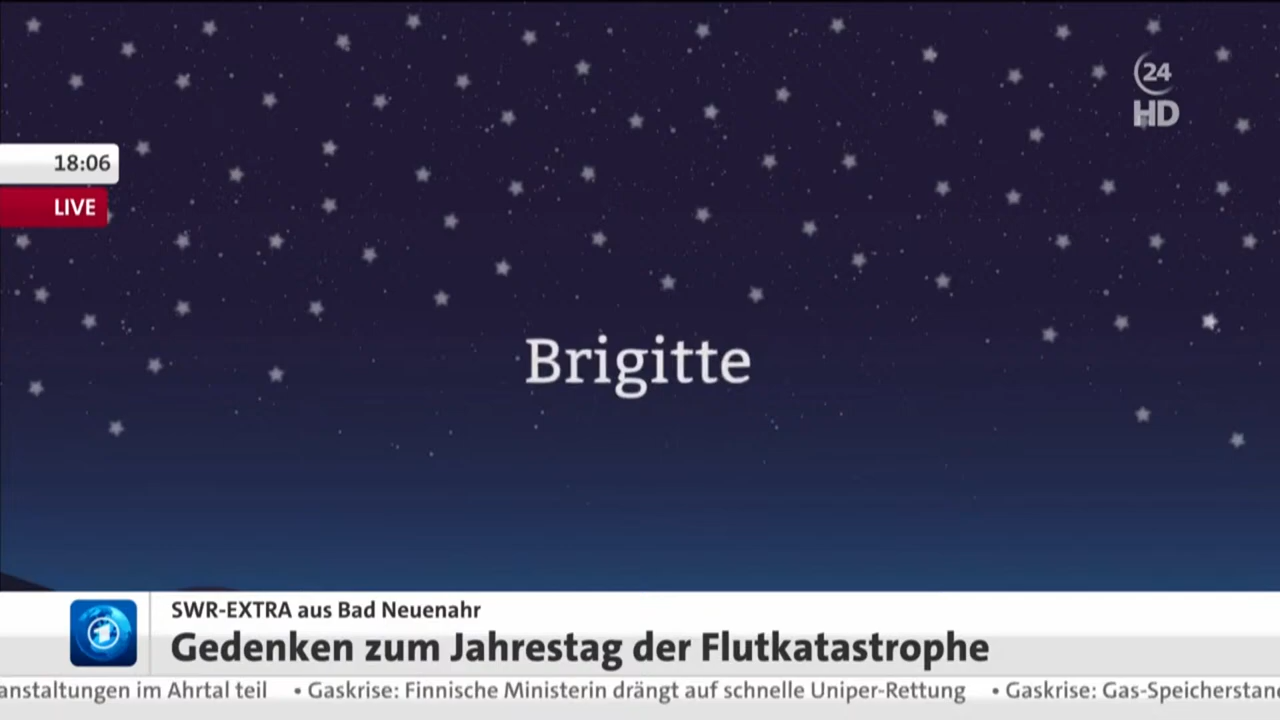 24
HD
18:06
LIVE
Brigitte
SWR-EXTRA aus Bad Neuenahr
Gedenken zum Jahrestag der Flutkatastrophe
anstaltungen im Ahrtal teil • Gaskrise: Finnische Ministerin drängt auf schnelle Uniper-Rettung • Gaskrise: Gas-Speicherstand